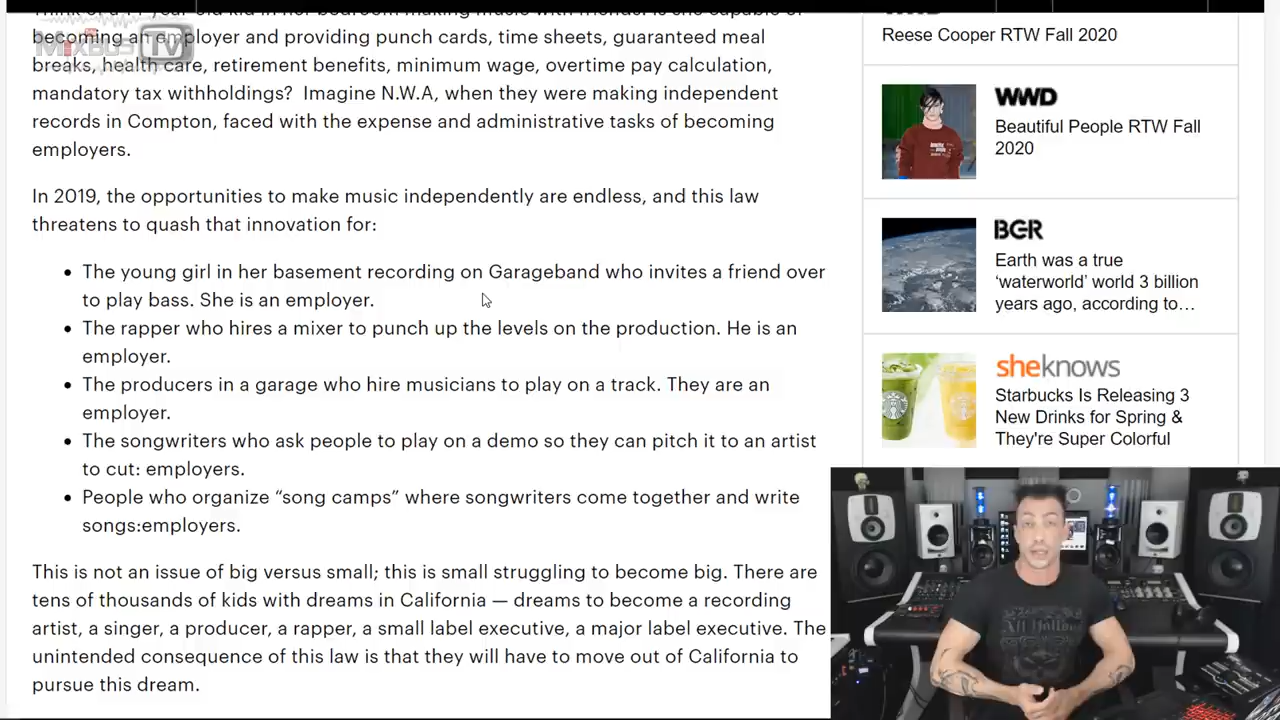 becoming an employer and providing punch cards, time sheets, guaranteed meal
breaks, health care, retirement benefits, minimum wage, overtime pay calculation,
mandatory tax withholdings?  Imagine N.W.A, when they were making independent
records in Compton, faced with the expense and administrative tasks of becoming
employers.
In 2019, the opportunities to make music independently are endless, and this law
threatens to quash that innovation for:
• The young girl in her basement recording on Garageband who invites a friend over
to play bass. She is an employer.
• The rapper who hires a mixer to punch up the levels on the production. He is an
employer.
• The producers in a garage who hire musicians to play on a track. They are an
employer.
• The songwriters who ask people to play on a demo so they can pitch it to an artist
to cut: employers.
• People who organize “song camps” where songwriters come together and write
songs:employers.
This is not an issue of big versus small; this is small struggling to become big. There are
tens of thousands of kids with dreams in California — dreams to become a recording
artist, a singer, a producer, a rapper, a small label executive, a major label executive. The
unintended consequence of this law is that they will have to move out of California to
pursue this dream.
MixBus TV
Reese Cooper RTW Fall 2020
WWD
Beautiful People RTW Fall
2020
BGR
Earth was a true
‘waterworld’ world 3 billion
years ago, according to…
sheknows
Starbucks Is Releasing 3
New Drinks for Spring &
They're Super Colorful